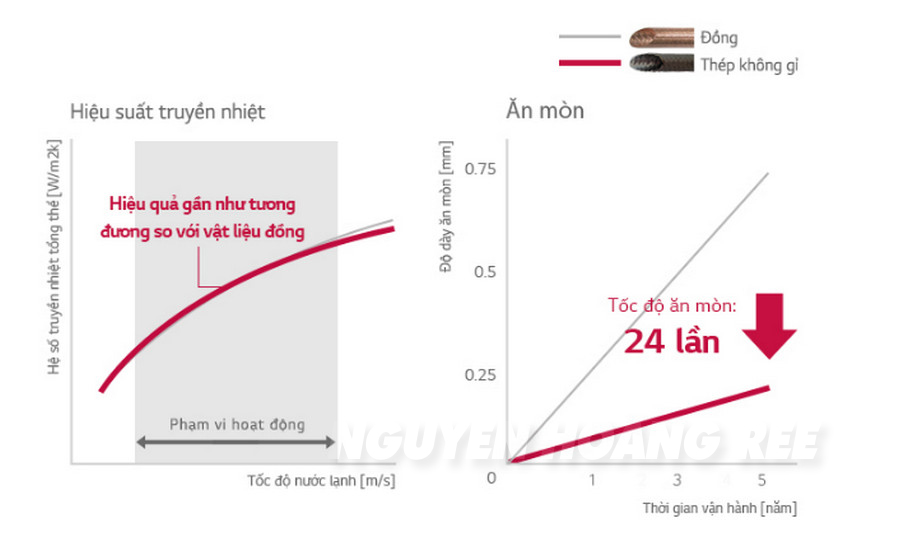 Đồng
Thép không gỉ
Hiệu suất truyền nhiệt
Hệ số truyền nhiệt tổng thể [W/m2k]
Hiệu quả gần như tương
đương so với vật liệu đồng
Phạm vi hoạt động
Tốc độ nước lạnh [m/s]
Ăn mòn
Độ dày ăn mòn [mm]
0.75
0.5
0.25
0
Tốc độ ăn mòn:
24 lần
1
3
5
Thời gian vận hành [năm]
NGUYEN HOANG REE